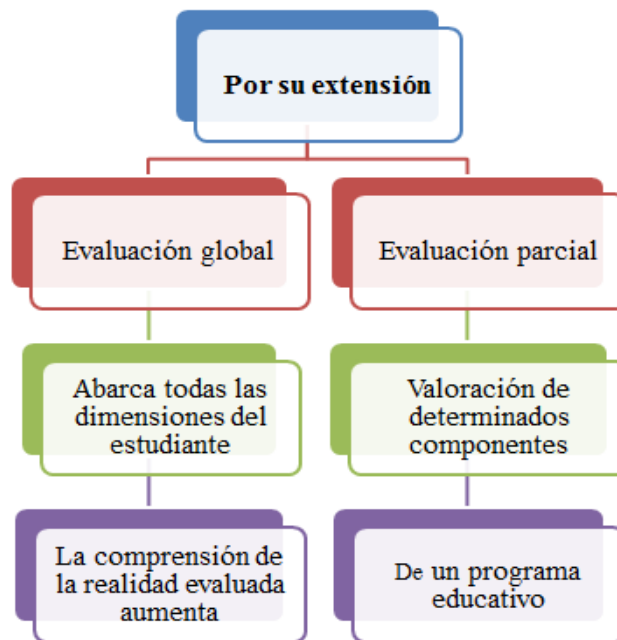 Por su extensión
Evaluación global
Evaluación parcial
Abarca todas las
dimensiones del
estudiante
Valoración de
determinados
componentes
La comprensión de
la realidad evaluada
aumenta
De un programa
educativo